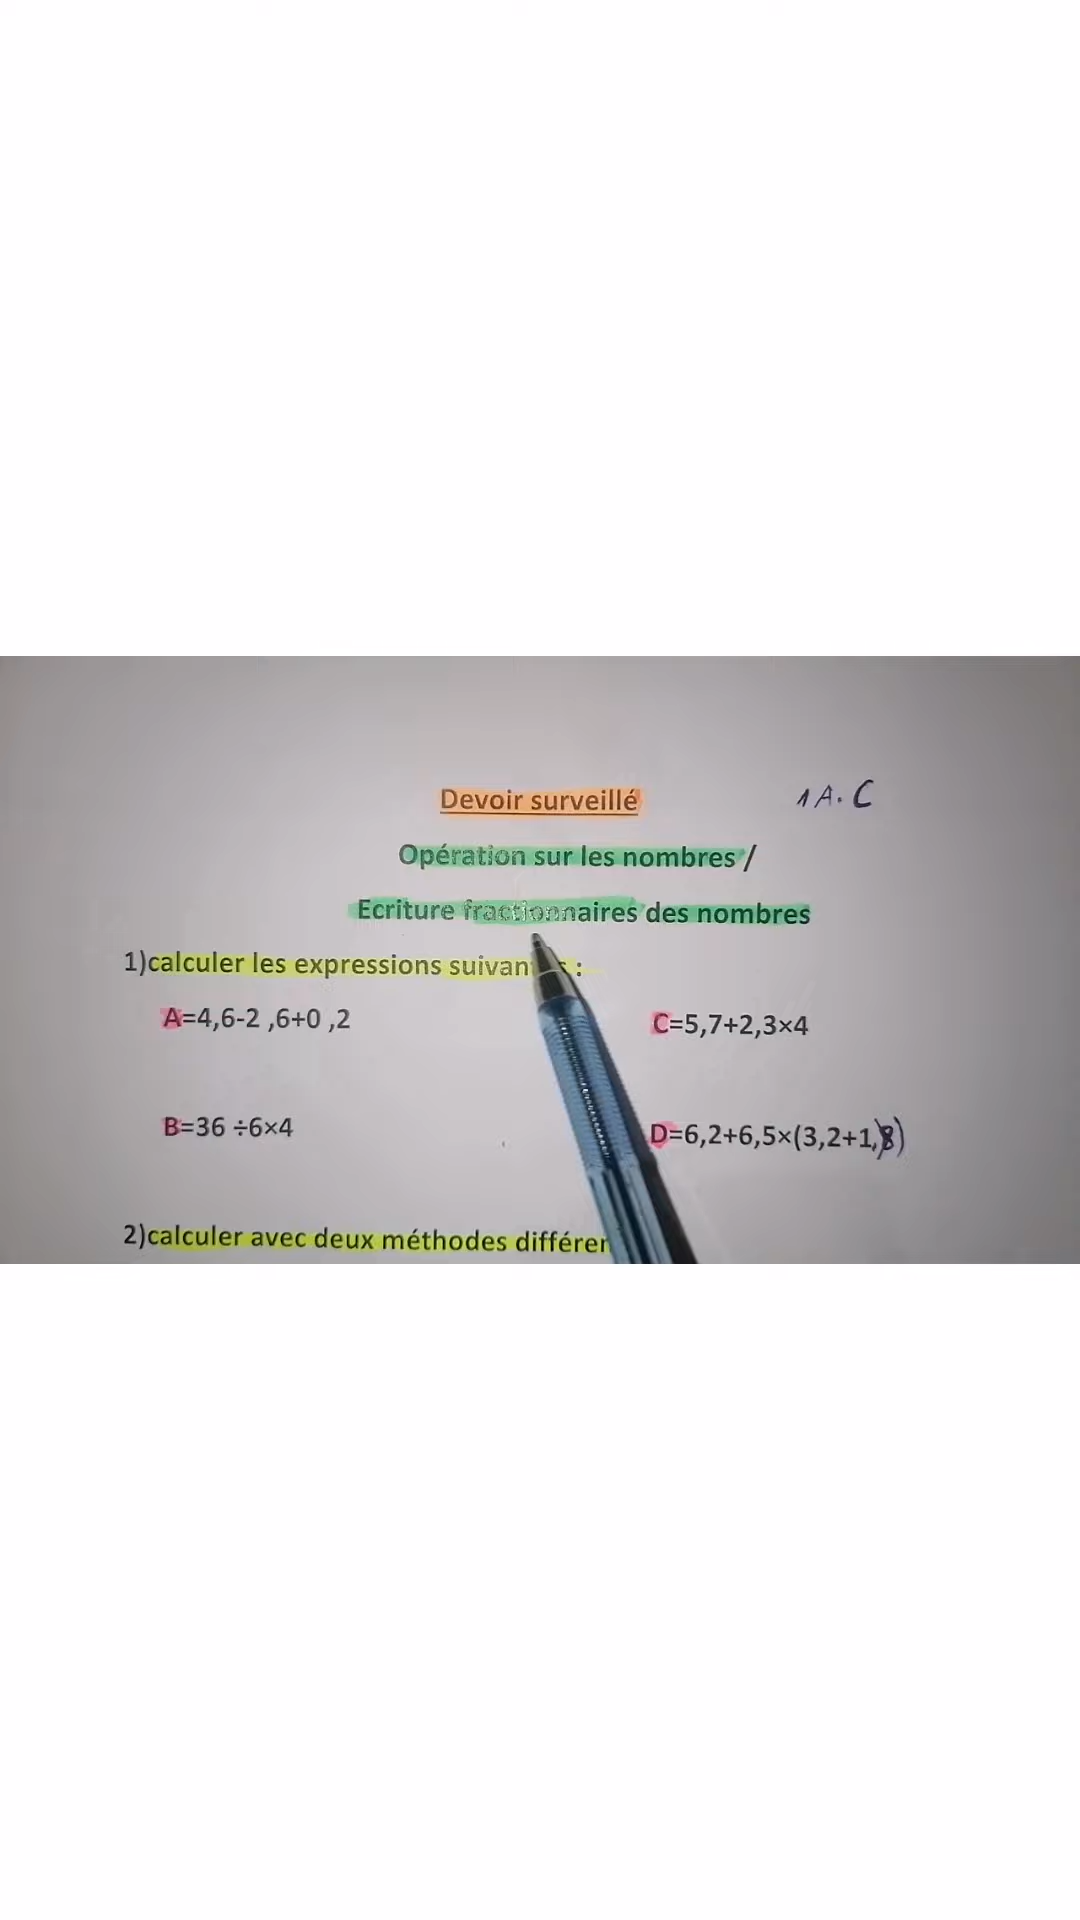 Devoir surveillé
1 A.C
Opération sur les nombres /
Ecriture fractionnaires des nombres
1)calculer les expressions suivan :
A=4,6-2 ,6+0 ,2
C=5,7+2,3×4
B=36 ÷6×4
D=6,2+6,5×(3,2+1,8)
2)calculer avec deux méthodes différen